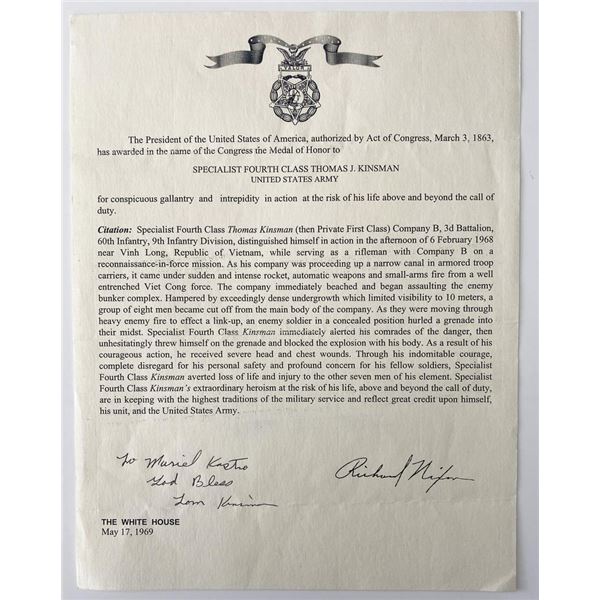 VALOR
The President of the United States of America, authorized by Act of Congress, March 3, 1863,
has awarded in the name of the Congress the Medal of Honor to
SPECIALIST FOURTH CLASS THOMAS J. KINSMAN
UNITED STATES ARMY
for conspicuous gallantry and intrepidity in action at the risk of his life above and beyond the call of
duty.
Citation: Specialist Fourth Class Thomas Kinsman (then Private First Class) Company B, 3d Battalion,
60th Infantry, 9th Infantry Division, distinguished himself in action in the afternoon of 6 February 1968
near Vinh Long, Republic of Vietnam, while serving as a rifleman with Company B on a
reconnaissance-in-force mission. As his company was proceeding up a narrow canal in armored troop
carriers, it came under sudden and intense rocket, automatic weapons and small-arms fire from a well
entrenched Viet Cong force. The company immediately beached and began assaulting the enemy
bunker complex. Hampered by exceedingly dense undergrowth which limited visibility to 10 meters, a
group of eight men became cut off from the main body of the company. As they were moving through
heavy enemy fire to effect a link-up, an enemy soldier in a concealed position hurled a grenade into
their midst. Specialist Fourth Class Kinsman immediately alerted his comrades of the danger, then
unhesitatingly threw himself on the grenade and blocked the explosion with his body. As a result of his
courageous action, he received severe head and chest wounds. Through his indomitable courage,
complete disregard for his personal safety and profound concern for his fellow soldiers, Specialist
Fourth Class Kinsman averted loss of life and injury to the other seven men of his element. Specialist
Fourth Class Kinsman's extraordinary heroism at the risk of his life, above and beyond the call of duty,
are in keeping with the highest traditions of the military service and reflect great credit upon himself,
his unit, and the United States Army.
To Muriel Kastro
God Bless
Tom Kinsman
Richard Nixon
THE WHITE HOUSE
May 17, 1969